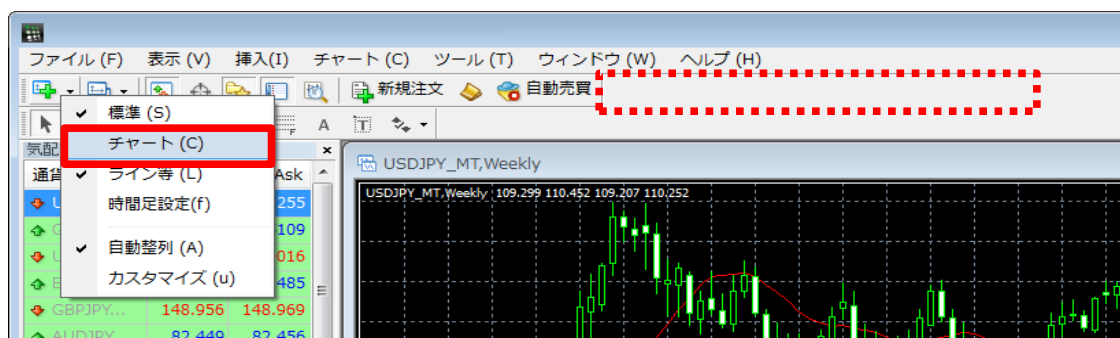 ファイル (F) 表示 (V) 挿入(I) チャート (C) ツール (T) ウィンドウ (W) ヘルプ (H)
新規注文 自動売買
標準 (S)
チャート (C)
ライン等 (L)
時間足設定(f)
自動整列 (A)
カスタマイズ (u)
A T
F
気配
通貨 Ask
255
109
016
485
GBPJPY... 148.956 148.969
AUDJPY 82.449 82.456
USDJPY_MT,Weekly
USDJPY_MT,Weekly 109.299 110.452 109.207 110.252